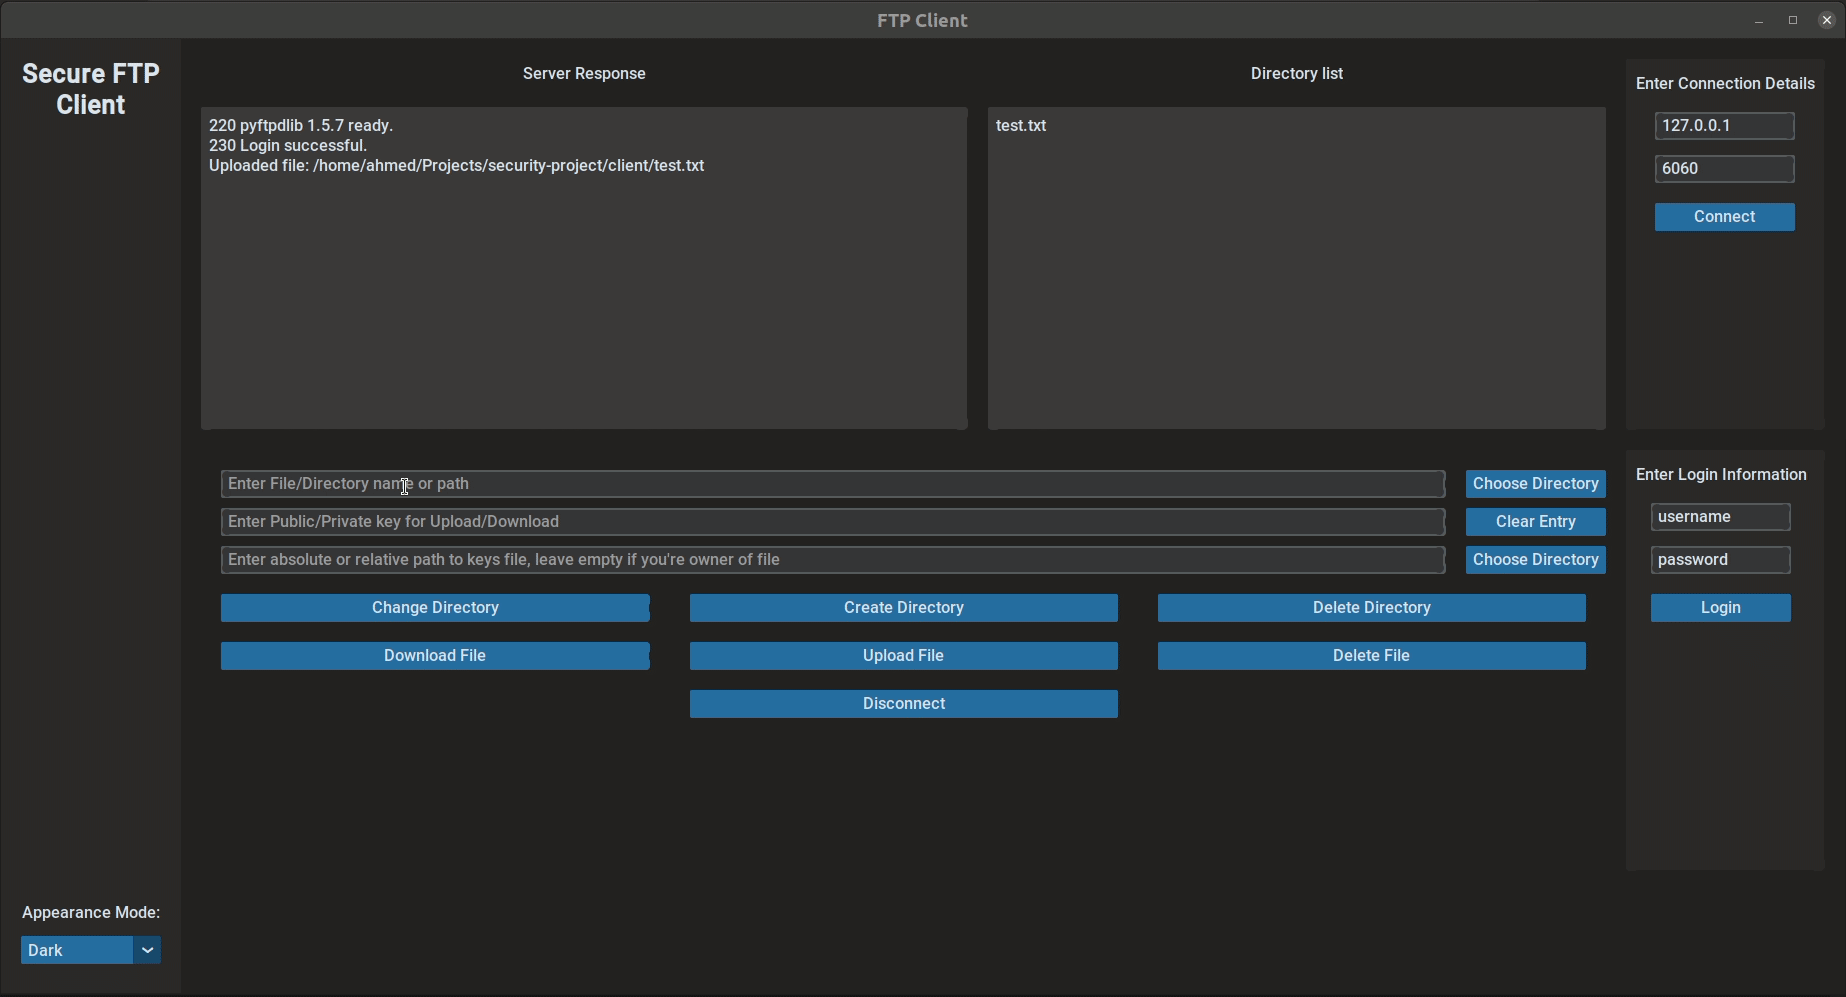 FTP Client
Secure FTP
Client
Server Response
220 pyftpdlib 1.5.7 ready.
230 Login successful.
Uploaded file: /home/ahmed/Projects/security-project/client/test.txt
Directory list
test.txt
Enter Connection Details
127.0.0.1
6060
Connect
Enter File/Directory name or path
Choose Directory
Enter Public/Private key for Upload/Download
Clear Entry
Enter absolute or relative path to keys file, leave empty if you're owner of file
Choose Directory
Change Directory
Create Directory
Delete Directory
Download File
Upload File
Delete File
Disconnect
Enter Login Information
username
password
Login
Appearance Mode:
Dark